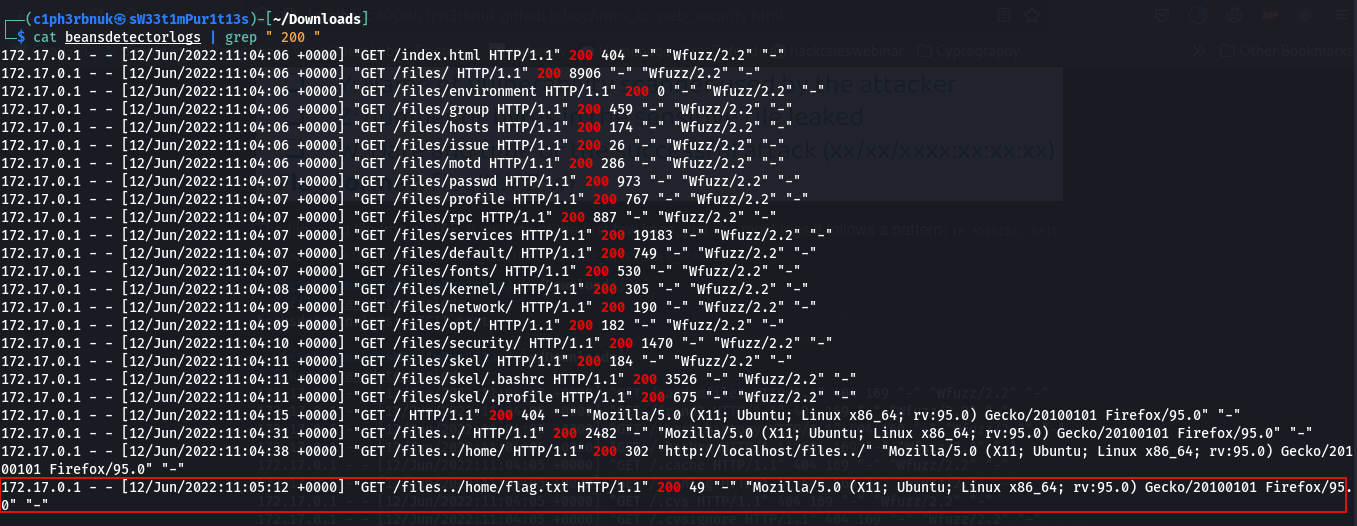 ┌──(c1ph3rbnuk㉿sW33t1mPur1t13s)-[~/Downloads]
└─$ cat beansdetectorlogs | grep " 200 "
172.17.0.1 - - [12/Jun/2022:11:04:06 +0000] "GET /index.html HTTP/1.1" 200 404 "-" "Wfuzz/2.2" "-"
172.17.0.1 - - [12/Jun/2022:11:04:06 +0000] "GET /files/ HTTP/1.1" 200 8906 "-" "Wfuzz/2.2" "-"
172.17.0.1 - - [12/Jun/2022:11:04:06 +0000] "GET /files/environment HTTP/1.1" 200 0 "-" "Wfuzz/2.2" "-"
172.17.0.1 - - [12/Jun/2022:11:04:06 +0000] "GET /files/group HTTP/1.1" 200 459 "-" "Wfuzz/2.2" "-"
172.17.0.1 - - [12/Jun/2022:11:04:06 +0000] "GET /files/hosts HTTP/1.1" 200 174 "-" "Wfuzz/2.2" "-"
172.17.0.1 - - [12/Jun/2022:11:04:06 +0000] "GET /files/issue HTTP/1.1" 200 26 "-" "Wfuzz/2.2" "-"
172.17.0.1 - - [12/Jun/2022:11:04:06 +0000] "GET /files/motd HTTP/1.1" 200 286 "-" "Wfuzz/2.2" "-"
172.17.0.1 - - [12/Jun/2022:11:04:07 +0000] "GET /files/passwd HTTP/1.1" 200 973 "-" "Wfuzz/2.2" "-"
172.17.0.1 - - [12/Jun/2022:11:04:07 +0000] "GET /files/profile HTTP/1.1" 200 767 "-" "Wfuzz/2.2" "-"
172.17.0.1 - - [12/Jun/2022:11:04:07 +0000] "GET /files/rpc HTTP/1.1" 200 887 "-" "Wfuzz/2.2" "-"
172.17.0.1 - - [12/Jun/2022:11:04:07 +0000] "GET /files/services HTTP/1.1" 200 19183 "-" "Wfuzz/2.2" "-"
172.17.0.1 - - [12/Jun/2022:11:04:07 +0000] "GET /files/default/ HTTP/1.1" 200 749 "-" "Wfuzz/2.2" "-"
172.17.0.1 - - [12/Jun/2022:11:04:07 +0000] "GET /files/fonts/ HTTP/1.1" 200 530 "-" "Wfuzz/2.2" "-"
172.17.0.1 - - [12/Jun/2022:11:04:08 +0000] "GET /files/kernel/ HTTP/1.1" 200 305 "-" "Wfuzz/2.2" "-"
172.17.0.1 - - [12/Jun/2022:11:04:09 +0000] "GET /files/network/ HTTP/1.1" 200 190 "-" "Wfuzz/2.2" "-"
172.17.0.1 - - [12/Jun/2022:11:04:09 +0000] "GET /files/opt/ HTTP/1.1" 200 182 "-" "Wfuzz/2.2" "-"
172.17.0.1 - - [12/Jun/2022:11:04:10 +0000] "GET /files/security/ HTTP/1.1" 200 1470 "-" "Wfuzz/2.2" "-"
172.17.0.1 - - [12/Jun/2022:11:04:11 +0000] "GET /files/skel/ HTTP/1.1" 200 184 "-" "Wfuzz/2.2" "-"
172.17.0.1 - - [12/Jun/2022:11:04:11 +0000] "GET /files/skel/.bashrc HTTP/1.1" 200 3526 "-" "Wfuzz/2.2" "-"
172.17.0.1 - - [12/Jun/2022:11:04:11 +0000] "GET /files/skel/.profile HTTP/1.1" 200 675 "-" "Wfuzz/2.2" "-"
172.17.0.1 - - [12/Jun/2022:11:04:15 +0000] "GET / HTTP/1.1" 200 404 "-" "Mozilla/5.0 (X11; Ubuntu; Linux x86_64; rv:95.0) Gecko/20100101 Firefox/95.0" "-"
172.17.0.1 - - [12/Jun/2022:11:04:35 +0000] "GET /files../ HTTP/1.1" 200 2482 "-" "Mozilla/5.0 (X11; Ubuntu; Linux x86_64; rv:95.0) Gecko/20100101 Firefox/95.0" "-"
172.17.0.1 - - [12/Jun/2022:11:04:38 +0000] "GET /files../home/ HTTP/1.1" 200 302 "http://localhost/files../" "Mozilla/5.0 (X11; Ubuntu; Linux x86_64; rv:95.0) Gecko/201
00101 Firefox/95.0" "-"
172.17.0.1 - - [12/Jun/2022:11:05:12 +0000] "GET /files../home/flag.txt HTTP/1.1" 200 49 "-" "Mozilla/5.0 (X11; Ubuntu; Linux x86_64; rv:95.0) Gecko/20100101 Firefox/95.
0" "-"